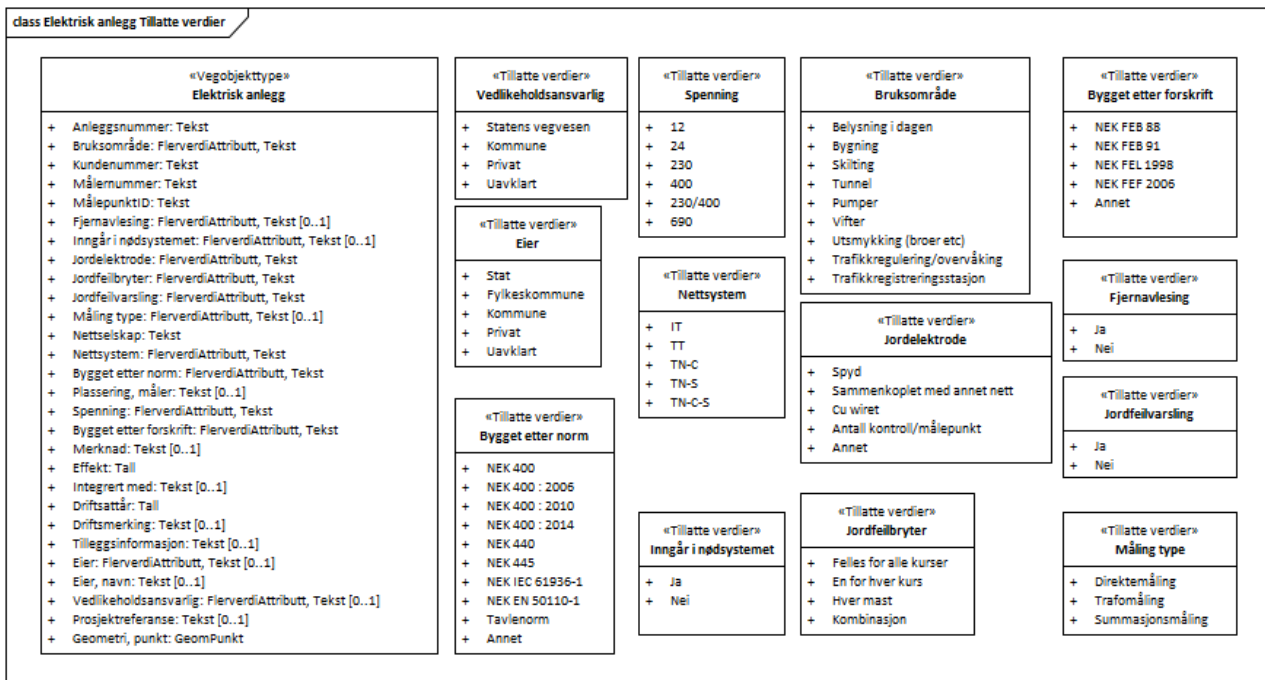 class Elektrisk anlegg Tillatte verdier
«Vegobjekttype»
Elektrisk anlegg
+ Anleggsnummer: Tekst
+ Bruksområde: FlerverdiAttributt, Tekst
+ Kundenummer: Tekst
+ Målernummer: Tekst
+ MålepunktID: Tekst
+ Fjernavlesing: FlerverdiAttributt, Tekst [0..1]
+ Inngår i nødsystemet: FlerverdiAttributt, Tekst [0..1]
+ Jordelektrode: FlerverdiAttributt, Tekst
+ Jordfeilbryter: FlerverdiAttributt, Tekst
+ Jordfeilvarsling: FlerverdiAttributt, Tekst
+ Måling type: FlerverdiAttributt, Tekst [0..1]
+ Nettselskap: Tekst
+ Nettsystem: FlerverdiAttributt, Tekst
+ Bygget etter norm: FlerverdiAttributt, Tekst
+ Plassering, måler: Tekst [0..1]
+ Spenning: FlerverdiAttributt, Tekst
+ Bygget etter forskrift: FlerverdiAttributt, Tekst
+ Merknad: Tekst [0..1]
+ Effekt: Tall
+ Integrert med: Tekst [0..1]
+ Driftsattår: Tall
+ Driftsmerking: Tekst [0..1]
+ Tilleggsinformasjon: Tekst [0..1]
+ Eier: FlerverdiAttributt, Tekst [0..1]
+ Eier, navn: Tekst [0..1]
+ Vedlikeholdsansvarlig: FlerverdiAttributt, Tekst [0..1]
+ Prosjektreferanse: Tekst [0..1]
+ Geometri, punkt: GeomPunkt
«Tillatte verdier»
Vedlikeholdsansvarlig
+ Statens vegvesen
+ Kommune
+ Privat
+ Uavklart
«Tillatte verdier»
Eier
+ Stat
+ Fylkeskommune
+ Kommune
+ Privat
+ Uavklart
«Tillatte verdier»
Bygget etter norm
+ NEK 400
+ NEK 400 : 2006
+ NEK 400 : 2010
+ NEK 400 : 2014
+ NEK 440
+ NEK 445
+ NEK IEC 61936-1
+ NEK EN 50110-1
+ Tavlenorm
+ Annet
«Tillatte verdier»
Spenning
+ 12
+ 24
+ 230
+ 400
+ 230/400
+ 690
«Tillatte verdier»
Nettsystem
+ IT
+ TT
+ TN-C
+ TN-S
+ TN-C-S
«Tillatte verdier»
Inngår i nødsystemet
+ Ja
+ Nei
«Tillatte verdier»
Bruksområde
+ Belysning i dagen
+ Bygning
+ Skilting
+ Tunnel
+ Pumper
+ Vifter
+ Utsmykking (broer etc)
+ Trafikkregulering/overvåking
+ Trafikkregistreringsstasjon
«Tillatte verdier»
Jordelektrode
+ Spyd
+ Sammenkoplet med annet nett
+ Cu wiret
+ Antall kontroll/målepunkt
+ Annet
«Tillatte verdier»
Jordfeilbryter
+ Felles for alle kurser
+ En for hver kurs
+ Hver mast
+ Kombinasjon
«Tillatte verdier»
Bygget etter forskrift
+ NEK FEB 88
+ NEK FEB 91
+ NEK FEL 1998
+ NEK FEF 2006
+ Annet
«Tillatte verdier»
Fjernavlesing
+ Ja
+ Nei
«Tillatte verdier»
Jordfeilvarsling
+ Ja
+ Nei
«Tillatte verdier»
Måling type
+ Direktemåling
+ Trafomåling
+ Summasjonsmåling